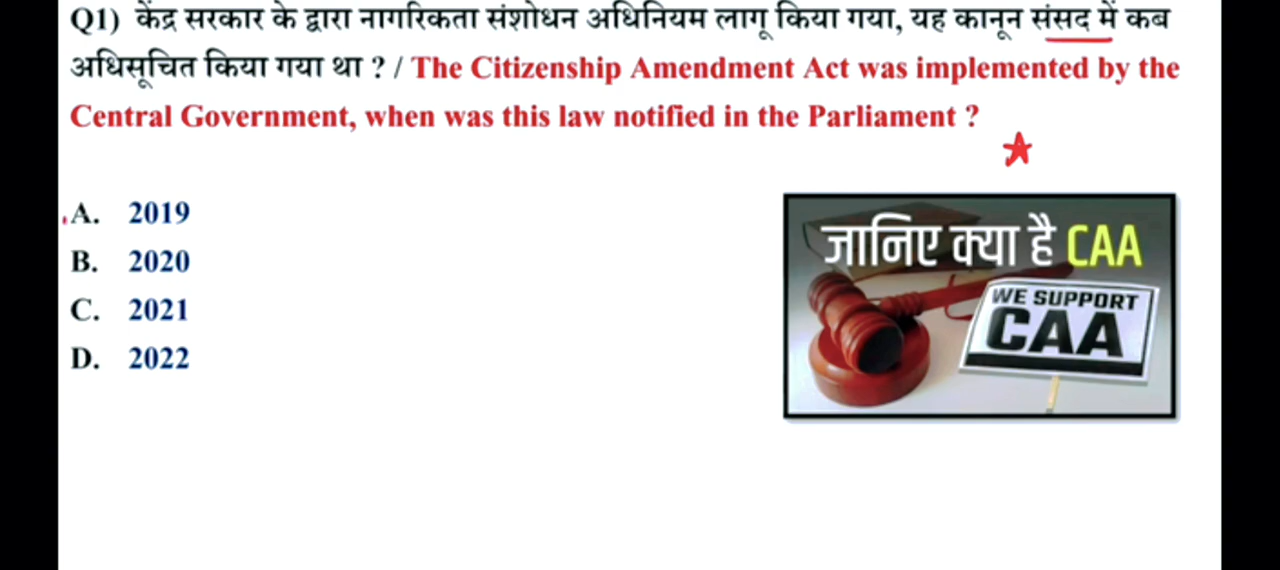 Q1) केंद्र सरकार के द्वारा नागरिकता संशोधन अधिनियम लागू किया गया, यह कानून संसद में कब
अधिसूचित किया गया था ? / The Citizenship Amendment Act was implemented by the
Central Government, when was this law notified in the Parliament ?
A. 2019
B. 2020
C. 2021
D. 2022
जानिए क्या है CAA
WE SUPPORT
CAA